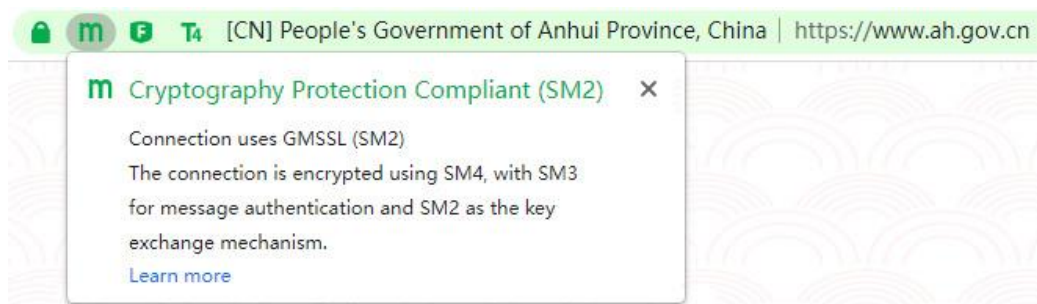 m T4 [CN] People's Government of Anhui Province, China | https://www.ah.gov.cn
m Cryptography Protection Compliant (SM2) ×
Connection uses GMSSL (SM2)
The connection is encrypted using SM4, with SM3
for message authentication and SM2 as the key
exchange mechanism.
Learn more